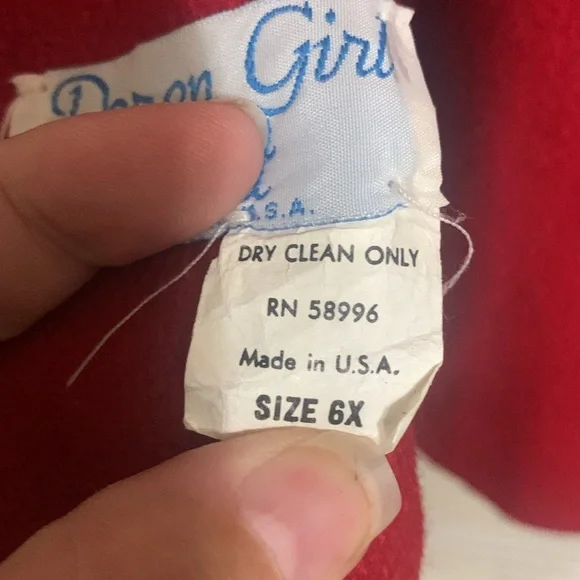 Girl
U.S.A.
DRY CLEAN ONLY
RN 58996
Made in U.S.A.
SIZE 6X